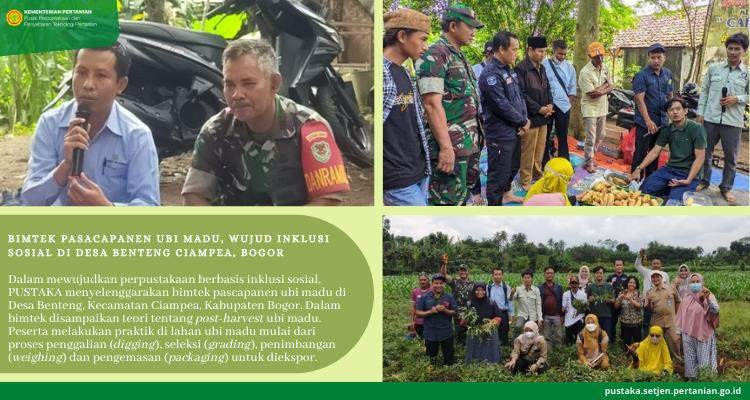 KEMENTERIAN PERTANIAN
Pusat Perpustakaan dan
Penyebaran Teknologi Pertanian
BIMTEK PASACAPANEN UBI MADU, WUJUD INKLUSI
SOSIAL DI DESA BENTENG CIAMPEA, BOGOR
Dalam mewujudkan perpustakaan berbasis inklusi sosial,
PUSTAKA menyelenggarakan bimtek pascapanen ubi madu di
Desa Benteng, Kecamatan Ciampea, Kabupaten Bogor. Dalam
bimtek disampaikan teori tentang post-harvest ubi madu.
Peserta melakukan praktik di lahan ubi madu mulai dari
proses penggalian (digging), seleksi (grading), penimbangan
(weighing) dan pengemasan (packaging) untuk diekspor.
DANRAMIL
pustaka.setjen.pertanian.go.id